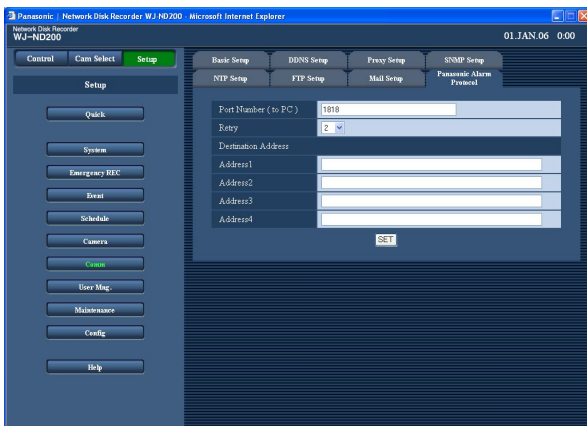 Panasonic | Network Disk Recorder WJ-ND200 - Microsoft Internet Explorer
Network Disk Recorder
WJ-ND200
01.JAN.06 0:00
Control Cam Select Setup
Setup
Quick
System
Emergency REC
Event
Schedule
Camera
Comm
User Mng.
Maintenance
Config
Help
Basic Setup DDNS Setup Proxy Setup SNMP Setup
NTP Setup FTP Setup Mail Setup Panasonic Alarm
Protocol
Port Number ( to PC ) 1818
Retry 2
Destination Address
Address1
Address2
Address3
Address4
SET